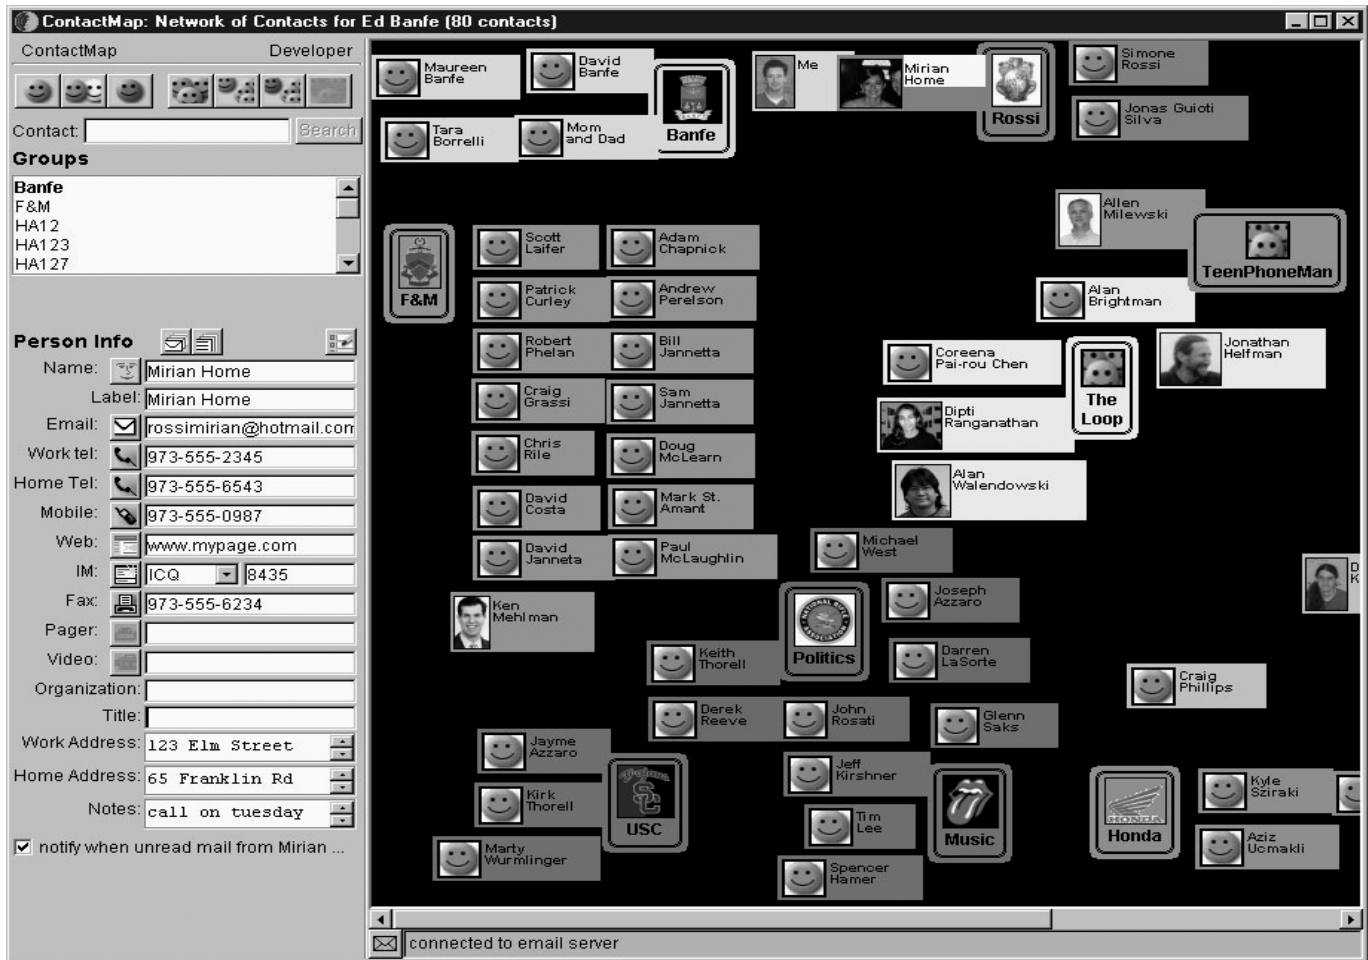 ContactMap: Network of Contacts for Ed Banfe (80 contacts)
ContactMap Developer
Contact: Search
Groups
Banfe
F&M
HA12
HA123
HA127
Person Info
Name: Mirian Home
Label: Mirian Home
Email: rossimirian@hotmail.com
Work tel: 973-555-2345
Home Tel: 973-555-6543
Mobile: 973-555-0987
Web: www.mypage.com
IM: ICQ 8435
Fax: 973-555-6234
Pager:
Video:
Organization:
Title:
Work Address: 123 Elm Street
Home Address: 65 Franklin Rd
Notes: call on tuesday
notify when unread mail from Mirian ...
Maureen
Banfe
David
Banfe
Tara
Borrelli
Mom
and Dad
Banfe
Me
Mirian
Home
Rossi
Simone
Rossi
Jonas Guioti
Silva
Allen
Milewski
TeenPhoneMan
Alan
Brightman
F&M
Scott
Laifer
Adam
Chapnick
Patrick
Curley
Andrew
Perelson
Robert
Phelan
Bill
Jannetta
Craig
Grassi
Sam
Jannetta
Chris
Rile
Doug
McLearn
David
Costa
Mark St.
Amant
David
Janneta
Paul
McLaughlin
Coreena
Pai-rou Chen
The
Loop
Jonathan
Helfman
Dipti
Ranganathan
Alan
Walendowski
Ken
Mehlman
Michael
West
NATIONAL RIFLE
ASSOCIATION
Politics
Joseph
Azzaro
Keith
Thorell
Darren
LaSorte
D
K
Craig
Phillips
Derek
Reeve
John
Rosati
Glenn
Saks
Jayme
Azzaro
Kirk
Thorell
Marty
Wurmlinger
Trojans
SC
USC
Jeff
Kirshner
Tim
Lee
Spencer
Hamer
Music
HONDA
Honda
Kyle
Sziraki
Aziz
Ucmakli
connected to email server